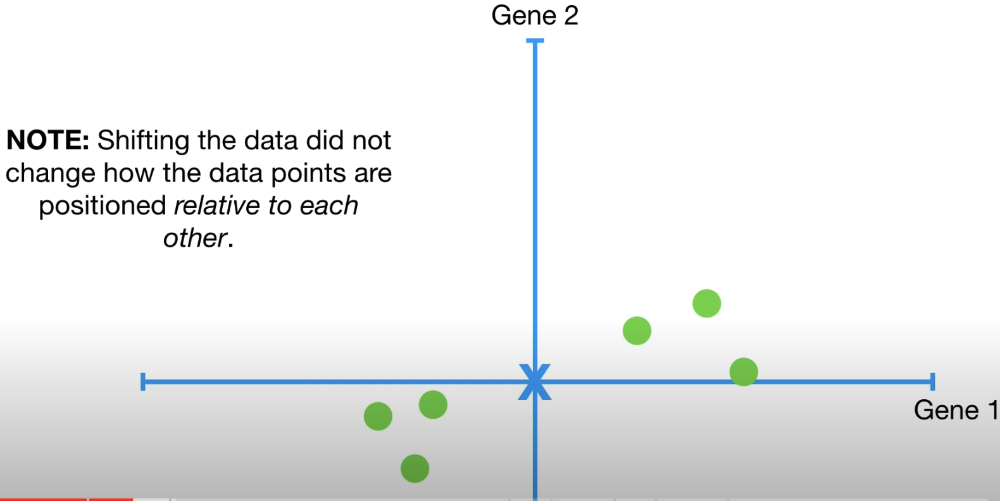 Gene 2
NOTE: Shifting the data did not
change how the data points are
positioned relative to each
other.
X
Gene 1